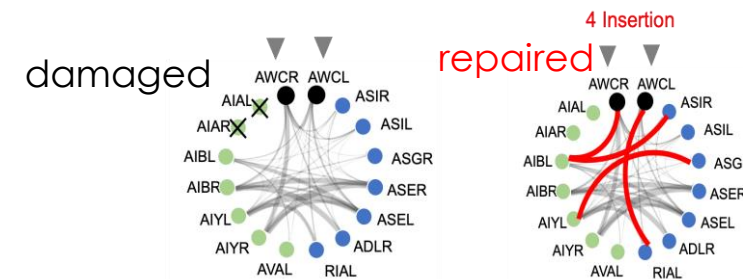 4 Insertion
damaged
repaired
AWCR AWCL
AIAL
AIAR
AIBL
AIBR
AIYL
AIYR
AVAL
RIAL
ADLR
ASEL
ASER
ASGR
ASIL
ASIR
AWCR AWCL
AIAL
AIAR
AIBL
AIBR
AIYL
AIYR
AVAL
RIAL
ADLR
ASEL
ASER
ASG
ASIL
ASIR